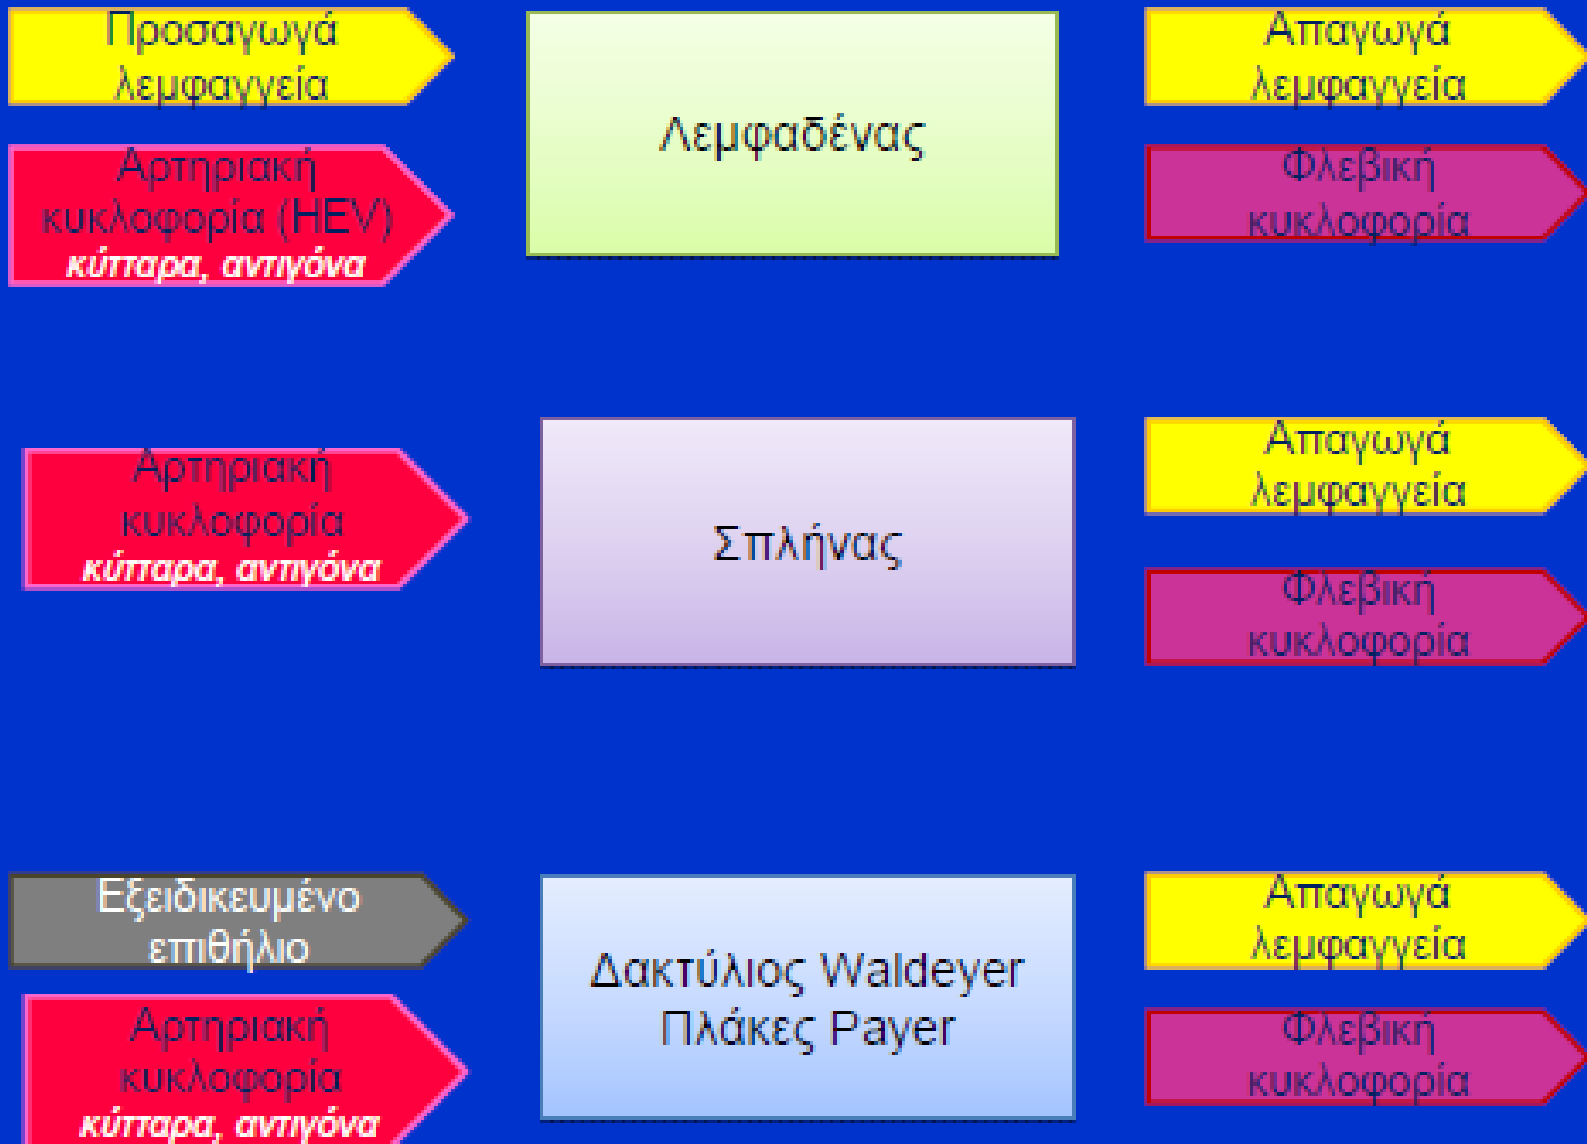 Προσαγωγά
λεμφαγγεία
Αρτηριακή
κυκλοφορία (HEV)
κύτταρα, αντιγόνα
Λεμφαδένας
Απαγωγά
λεμφαγγεία
Φλεβική
κυκλοφορία
Αρτηριακή
κυκλοφορία
κύτταρα, αντιγόνα
Σπλήνας
Απαγωγά
λεμφαγγεία
Φλεβική
κυκλοφορία
Εξειδικευμένο
επιθήλιο
Αρτηριακή
κυκλοφορία
κύτταρα, αντιγόνα
Δακτύλιος Waldeyer
Πλάκες Payer
Απαγωγά
λεμφαγγεία
Φλεβική
κυκλοφορία